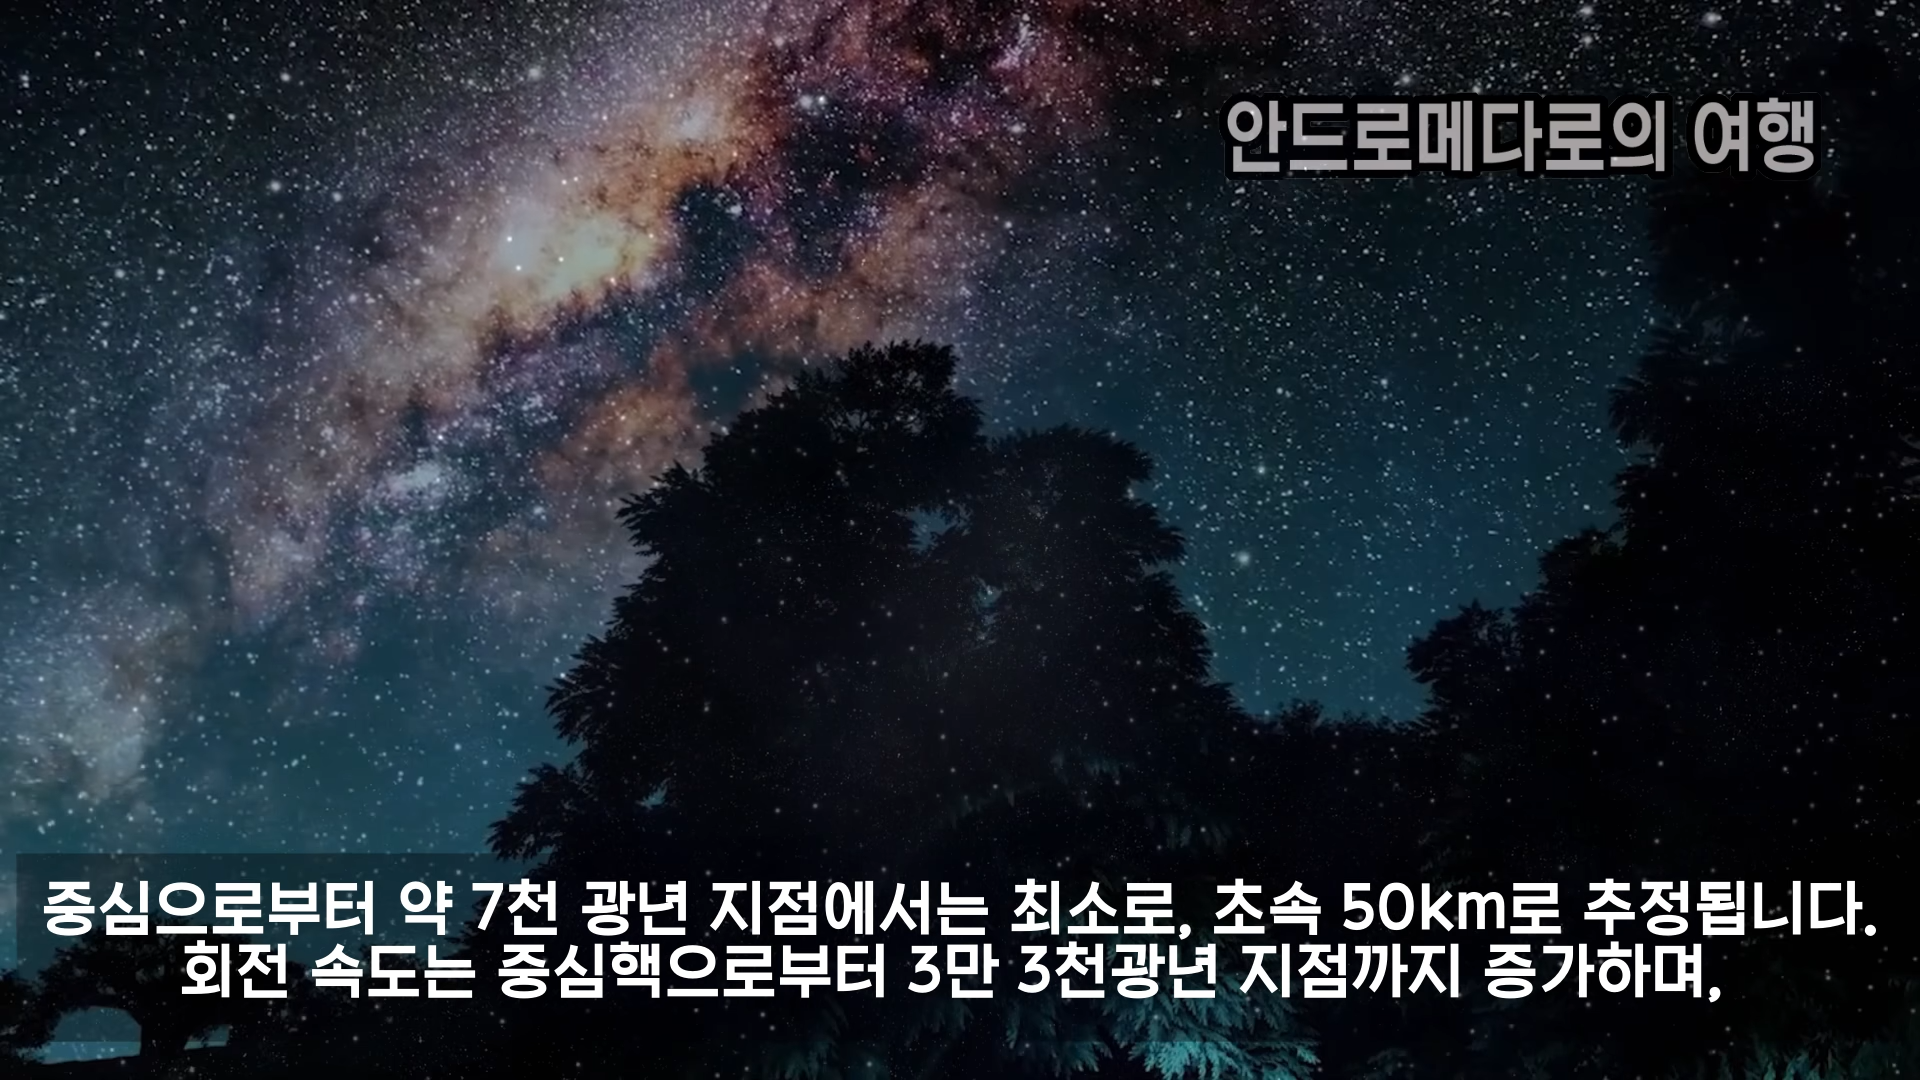 안드로메다로의 여행
중심으로부터 약 7천 광년 지점에서는 최소로, 초속 50km로 추정됩니다.
회전 속도는 중심핵으로부터 3만 3천광년 지점까지 증가하며,